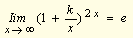 lim (1 + k/x)^{2x} = e
x → ∞